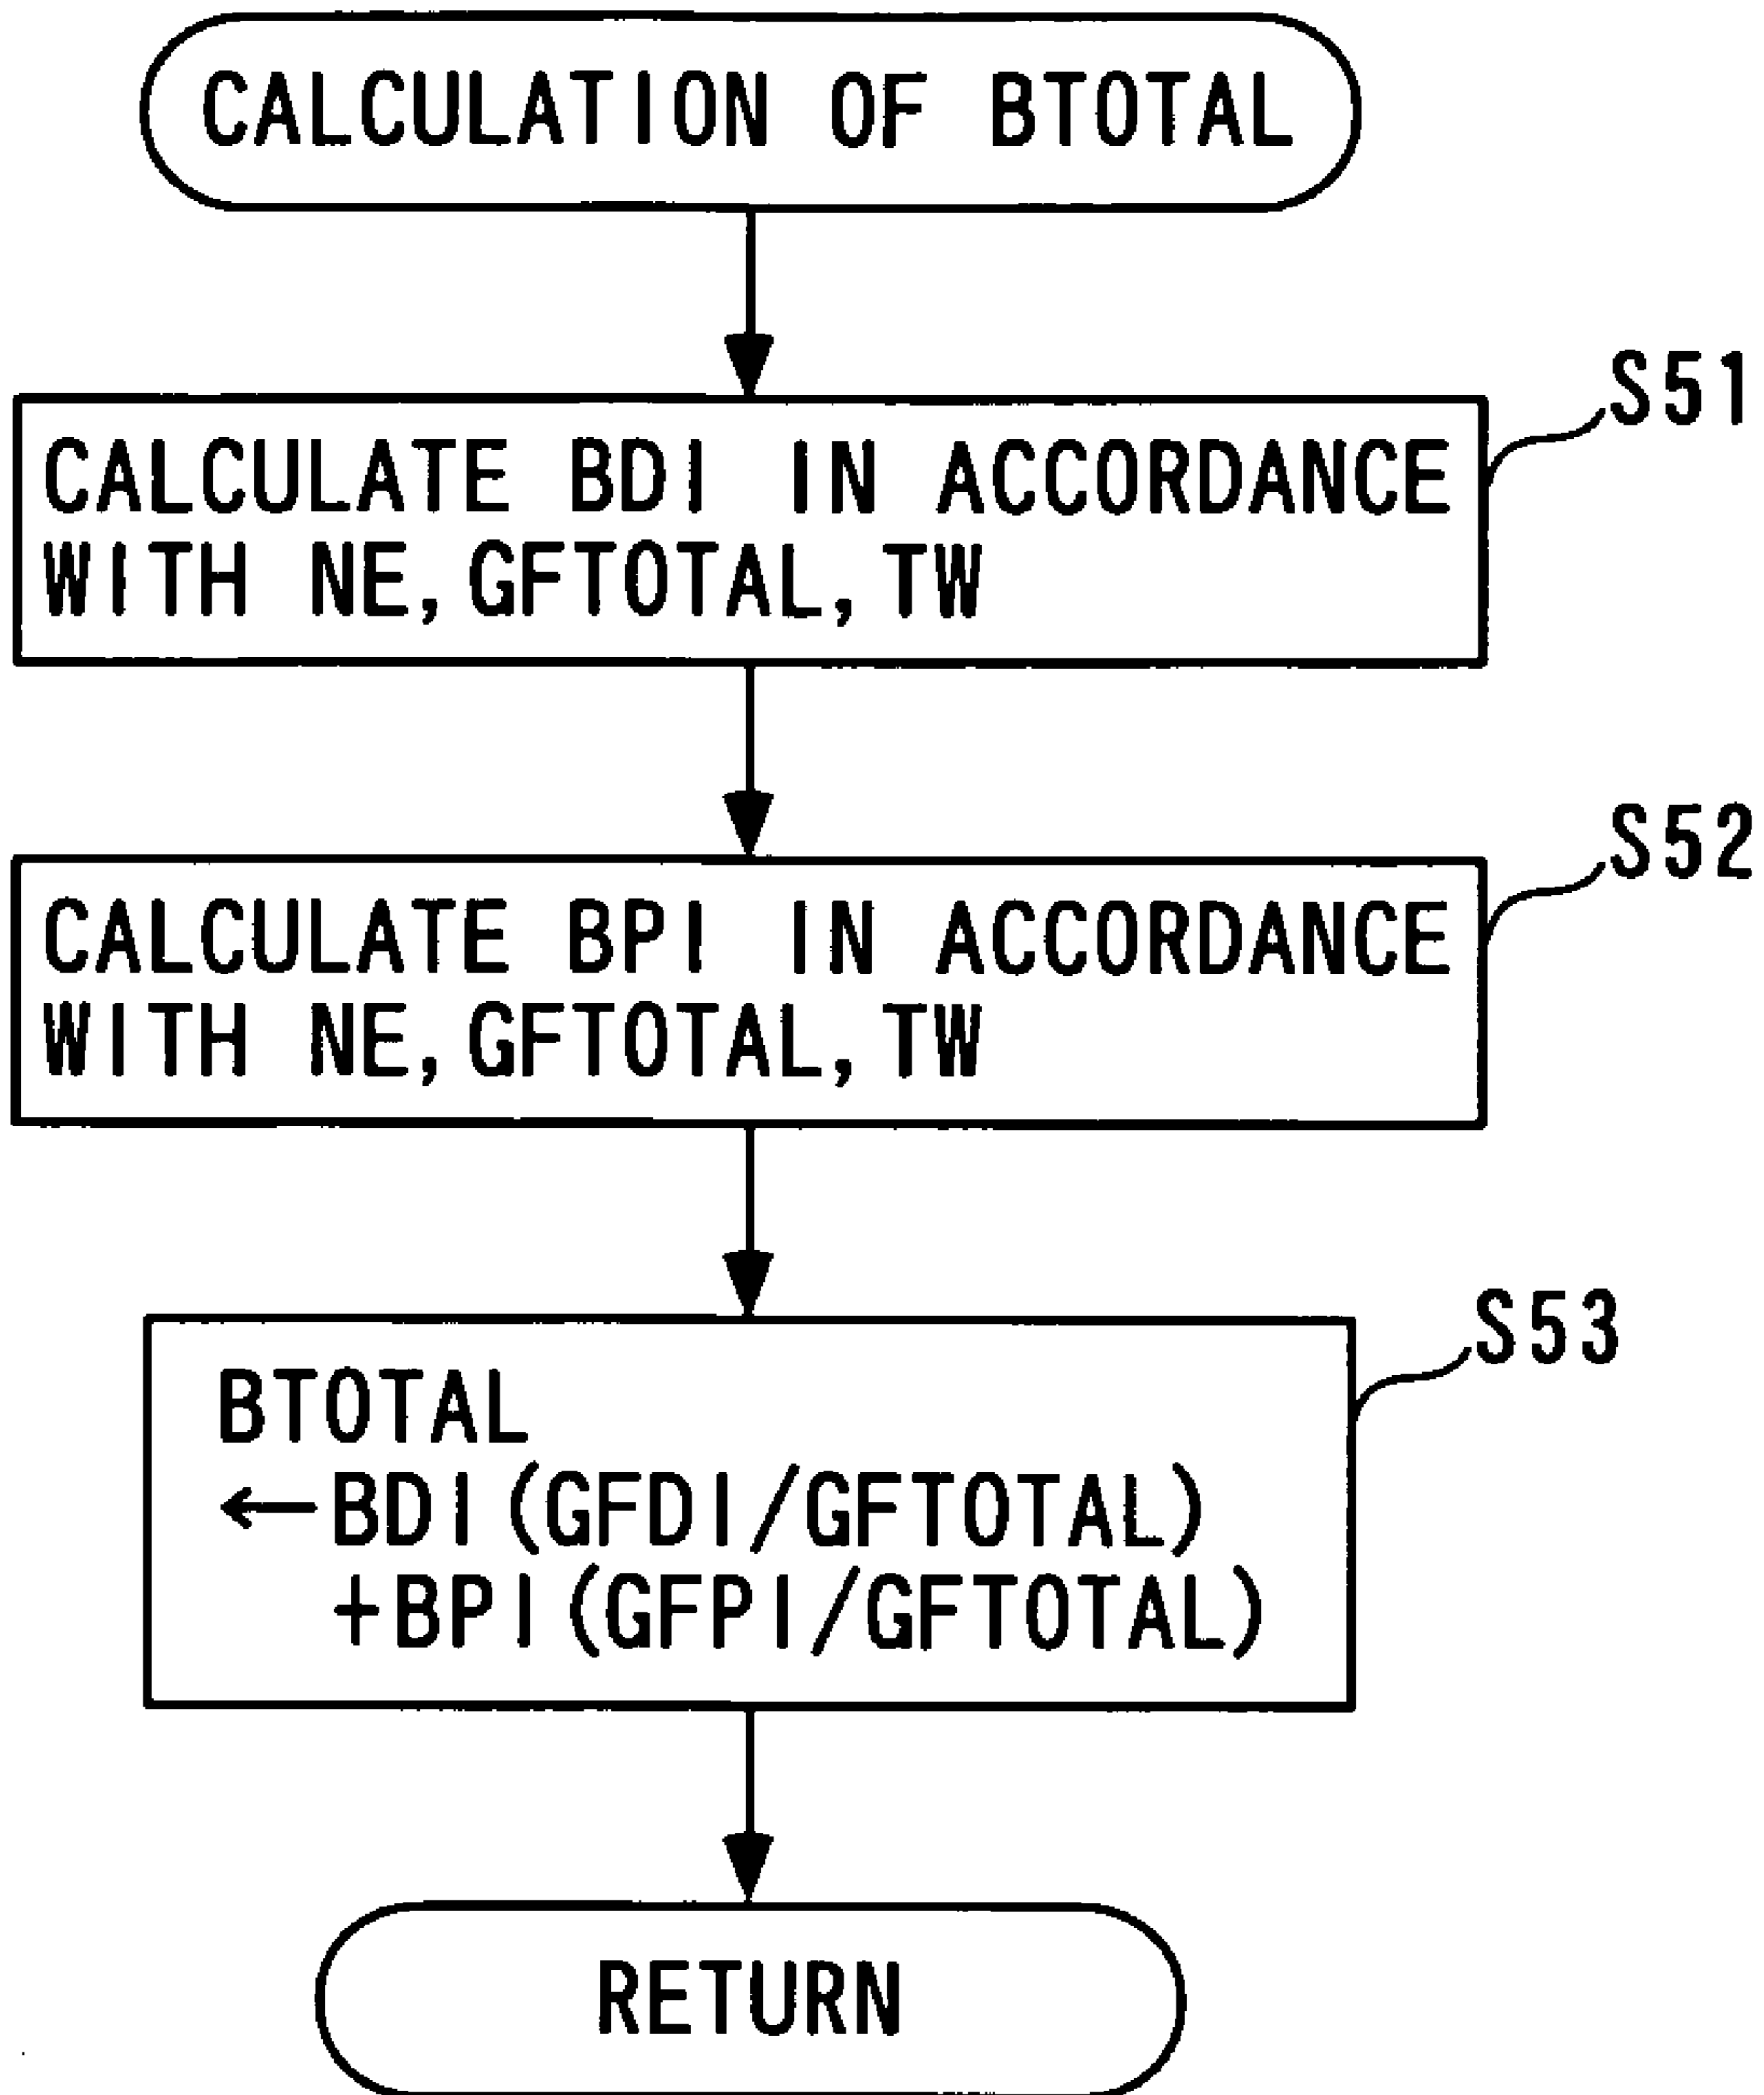 CALCULATION OF BTOTAL
S51
CALCULATE BDI IN ACCORDANCE
WITH NE, GFTOTAL, TW
S52
CALCULATE BPI IN ACCORDANCE
WITH NE, GFTOTAL, TW
S53
BTOTAL
←BDI(GFDI/GFTOTAL)
+BPI(GFPI/GFTOTAL)
RETURN